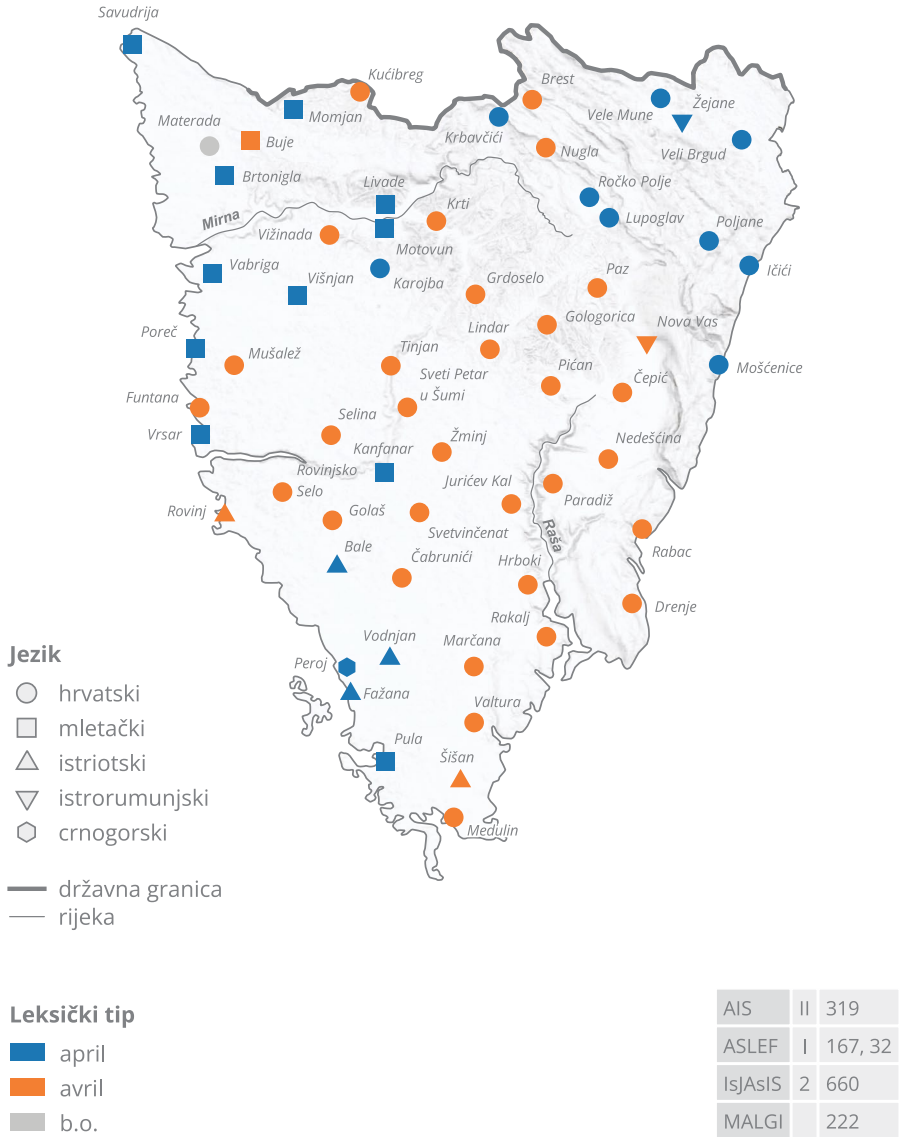 Savudrija
Kućibreg
Brest
Vele Mune
Žejane
Materada
Momjan
Buje
Krbavčići
Nugla
Veli Brgud
Brtonigla
Livade
Ročko Polje
Mirna
Krti
Lupoglav
Poljane
Vižinada
Motovun
Vabriga
Višnjan
Karojba
Grdoselo
Paz
Ičići
Gologorica
Nova Vas
Poreč
Lindar
Mušalež
Tinjan
Sveti Petar
u Šumi
Pićan
Čepić
Mošćenice
Funtana
Selina
Vrsar
Kanfanar
Žminj
Nedešćina
Rovinjsko
Selo
Jurićev Kal
Paradiž
Rovinj
Golaš
Svetvinčenat
Raša
Bale
Čabrunići
Hrboki
Rabac
Rakalj
Drenje
Vodnjan
Marčana
Peroj
Fažana
Valtura
Pula
Šišan
Medulin
Jezik
hrvatski
mletački
istriotski
istrorumunjski
crnogorski
državna granica
rijeka
Leksički tip
april
avril
b.o.
AIS II 319
ASLEF I 167, 32
IsJAsIS 2 660
MALGI 222